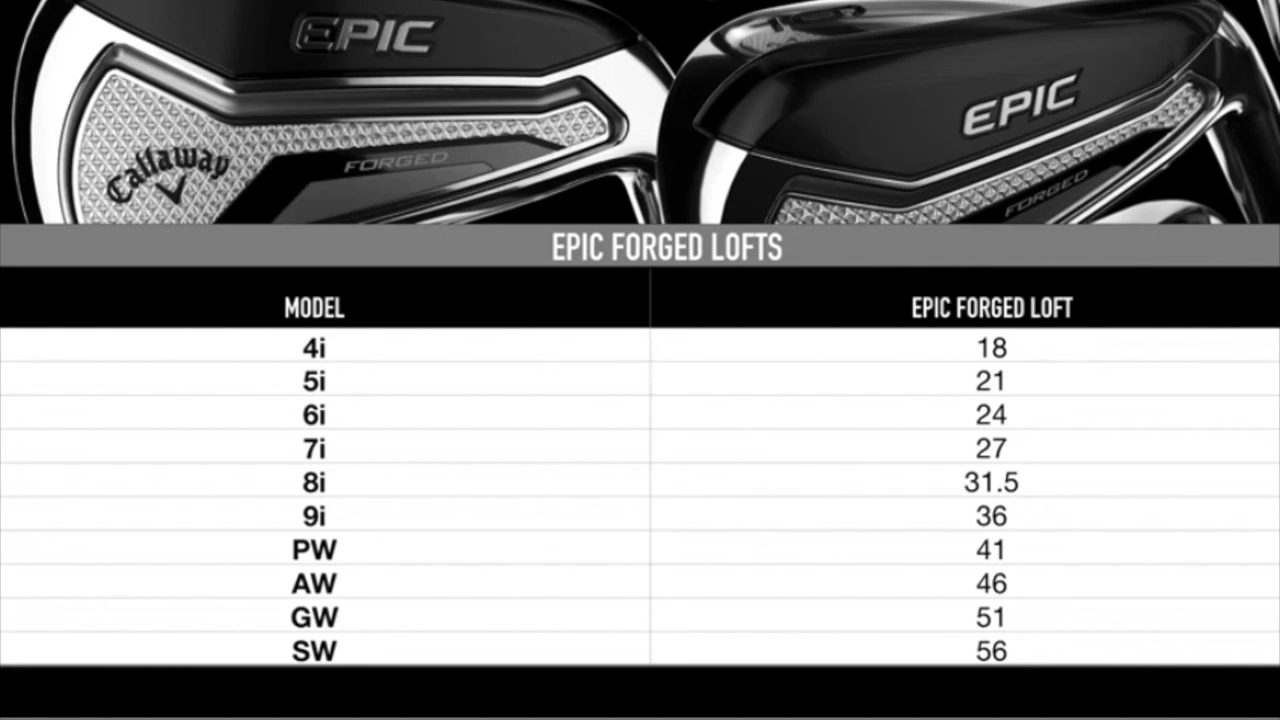 EPIC
EPIC
Callaway
FORGED
FORGED
EPIC FORGED LOFTS
MODEL EPIC FORGED LOFT
4i 18
5i 21
6i 24
7i 27
8i 31.5
9i 36
PW 41
AW 46
GW 51
SW 56